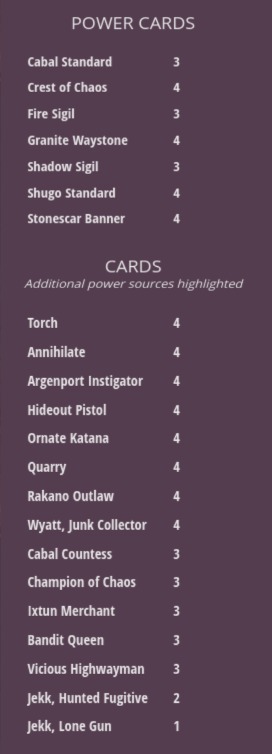 POWER CARDS
Cabal Standard 3
Crest of Chaos 4
Fire Sigil 3
Granite Waystone 4
Shadow Sigil 3
Shugo Standard 4
Stonescar Banner 4
CARDS
Additional power sources highlighted
Torch 4
Annihilate 4
Argenport Instigator 4
Hideout Pistol 4
Ornate Katana 4
Quarry 4
Rakano Outlaw 4
Wyatt, Junk Collector 4
Cabal Countess 3
Champion of Chaos 3
Ixtun Merchant 3
Bandit Queen 3
Vicious Highwayman 3
Jekk, Hunted Fugitive 2
Jekk, Lone Gun 1